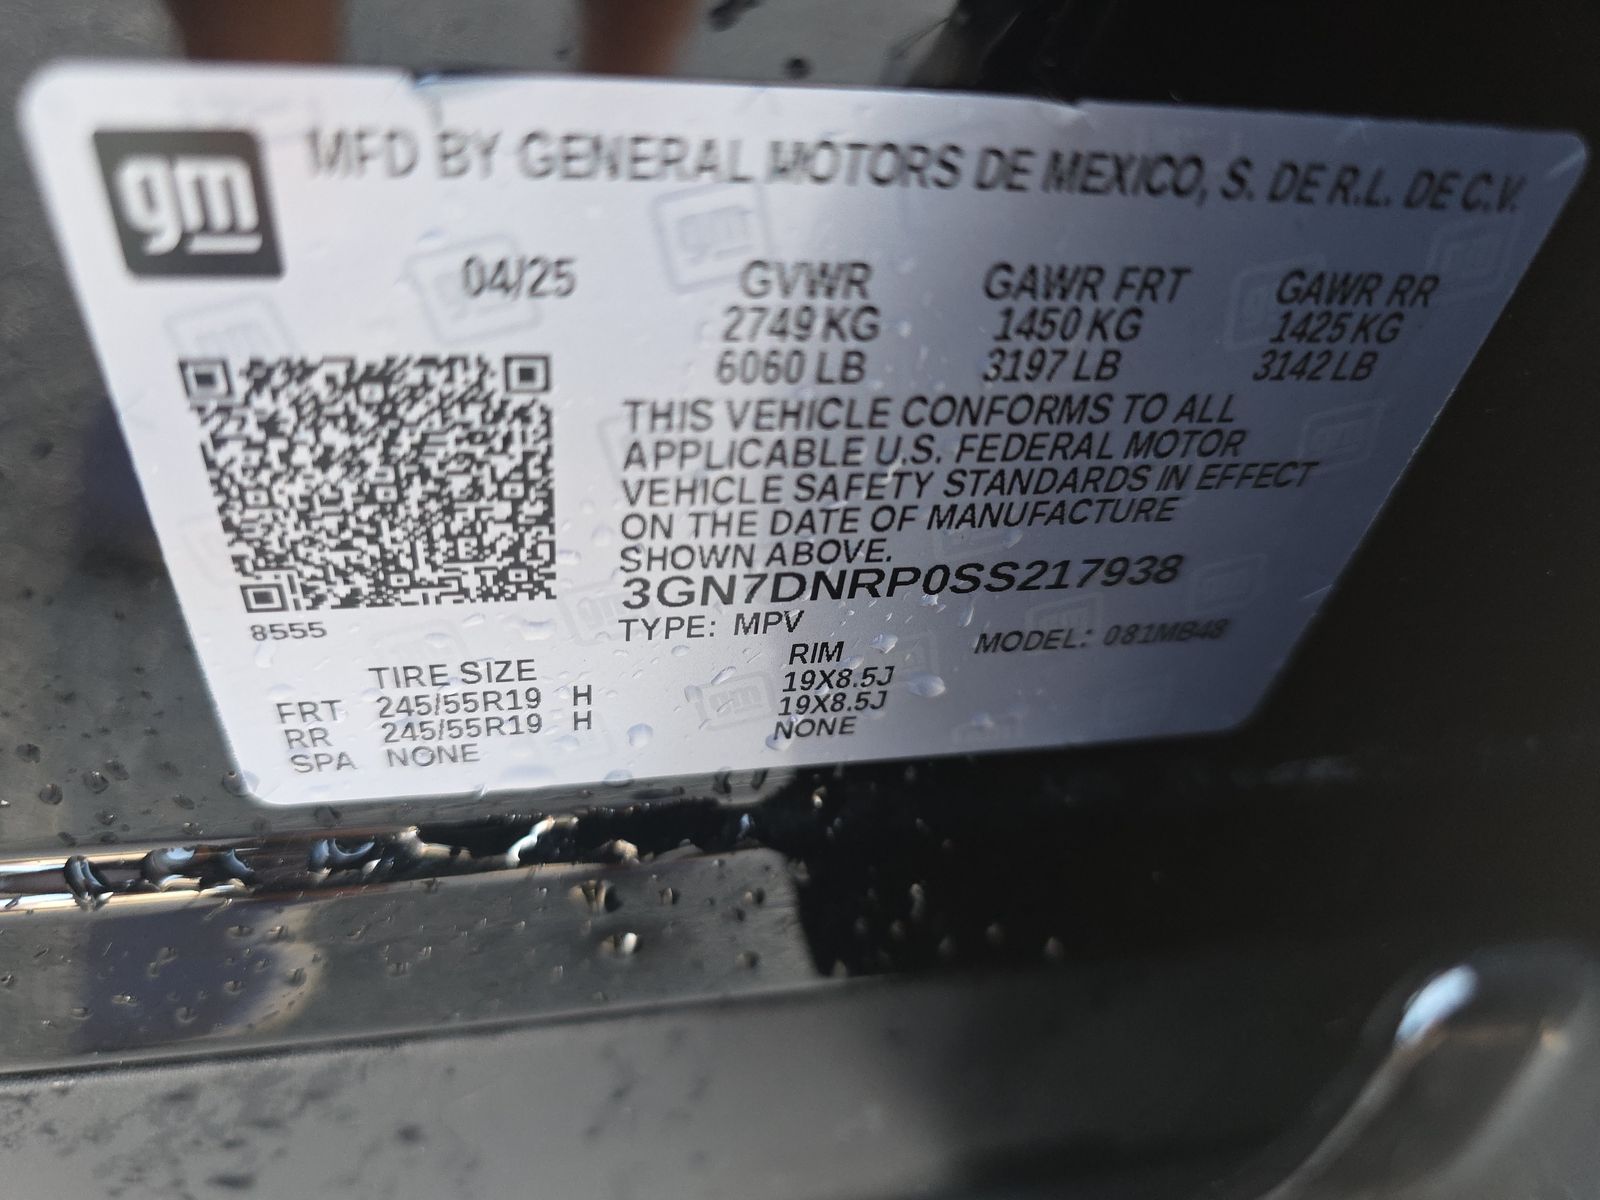 gm
MFD BY GENERAL MOTORS DE MEXICO, S. DE R.L. DE C.V.
04/25 GVWR GAWR FRT GAWR RR
2749 KG 1450 KG 1425 KG
6060 LB 3197 LB 3142 LB
THIS VEHICLE CONFORMS TO ALL
APPLICABLE U.S. FEDERAL MOTOR
VEHICLE SAFETY STANDARDS IN EFFECT
ON THE DATE OF MANUFACTURE
SHOWN ABOVE.
3GN7DNRP0SS217938
8555 TYPE: MPV MODEL: 081MB48
TIRE SIZE RIM
FRT 245/55R19 H 19X8.5J
RR 245/55R19 H 19X8.5J
SPA NONE NONE